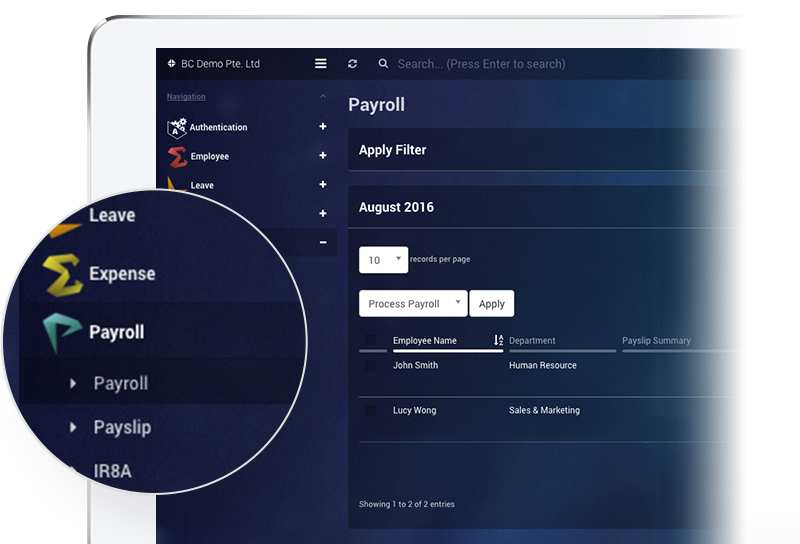 BC Demo Pte. Ltd
Search... (Press Enter to search)
Navigation
Authentication
Employee
Leave
Leave
Expense
Payroll
Payroll
Payslip
IR8A
Payroll
Apply Filter
August 2016
10 records per page
Process Payroll Apply
Employee Name Department Payslip Summary
John Smith Human Resource
Lucy Wong Sales & Marketing
Showing 1 to 2 of 2 entries